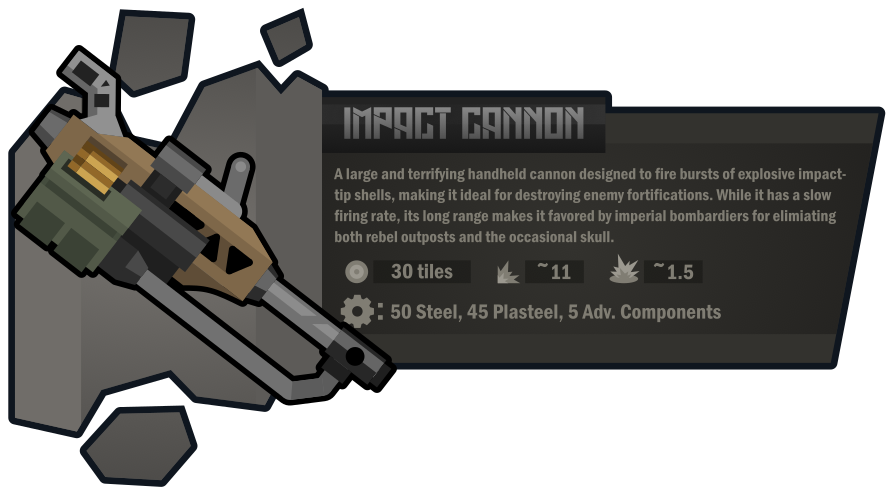 IMPACT CANNON
A large and terrifying handheld cannon designed to fire bursts of explosive impact-
tip shells, making it ideal for destroying enemy fortifications. While it has a slow
firing rate, its long range makes it favored by imperial bombardiers for elimiating
both rebel outposts and the occasional skull.
30 tiles ~11 ~1.5
: 50 Steel, 45 Plasteel, 5 Adv. Components